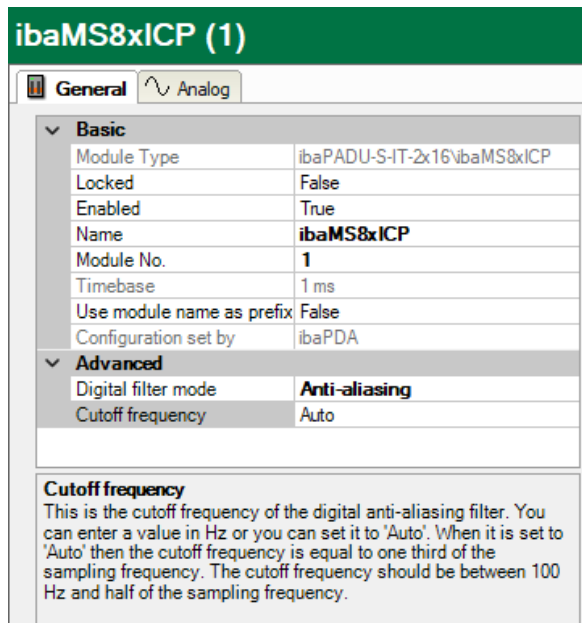 ibaMS8xICP (1)
General Analog
Basic
Module Type ibaPADU-S-IT-2x16\ibaMS8xICP
Locked False
Enabled True
Name ibaMS8xICP
Module No. 1
Timebase 1 ms
Use module name as prefix False
Configuration set by ibaPDA
Advanced
Digital filter mode Anti-aliasing
Cutoff frequency Auto
Cutoff frequency
This is the cutoff frequency of the digital anti-aliasing filter. You
can enter a value in Hz or you can set it to 'Auto'. When it is set to
'Auto' then the cutoff frequency is equal to one third of the
sampling frequency. The cutoff frequency should be between 100
Hz and half of the sampling frequency.